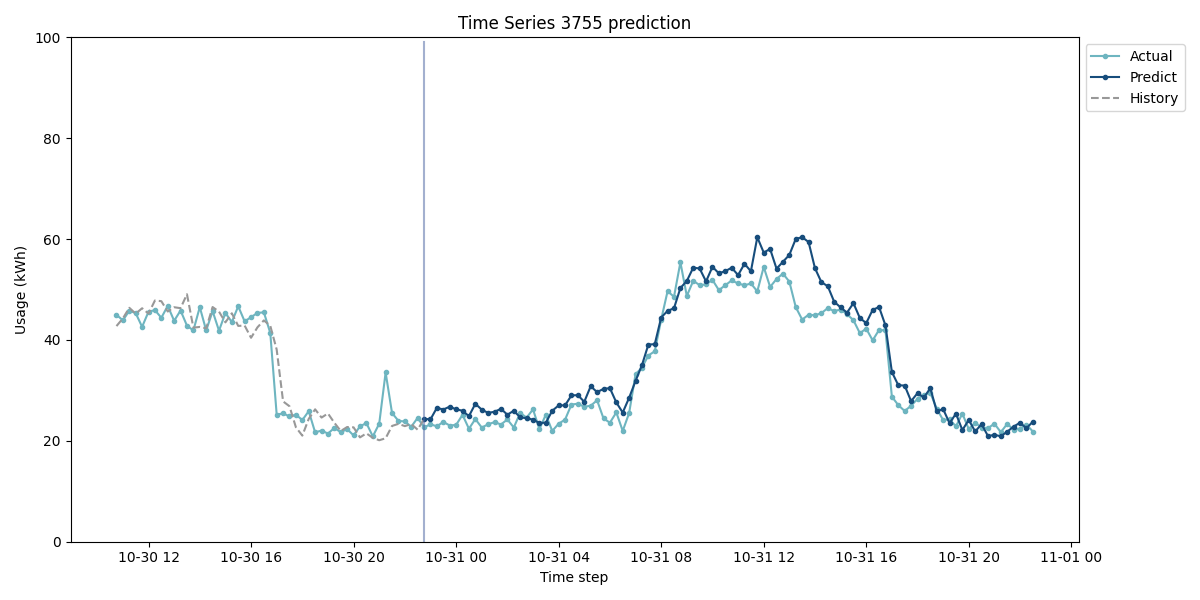 Time Series 3755 prediction
100
80
60
40
20
0
Usage (kWh)
10-30 12
10-30 16
10-30 20
10-31 00
10-31 04
10-31 08
10-31 12
10-31 16
10-31 20
11-01 00
Time step
Actual
Predict
History